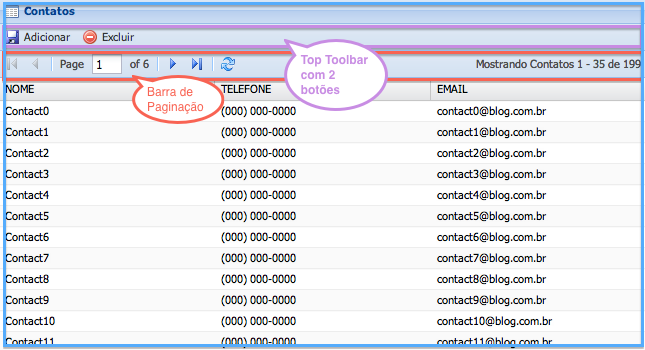 Contatos
Adicionar Excluir
Top Toolbar
com 2
botões
Page 1 of 6 Mostrando Contatos 1 - 35 de 199
Barra de
Paginação
NOME TELEFONE EMAIL
Contact0 (000) 000-0000 contact0@blog.com.br
Contact1 (000) 000-0000 contact1@blog.com.br
Contact2 (000) 000-0000 contact2@blog.com.br
Contact3 (000) 000-0000 contact3@blog.com.br
Contact4 (000) 000-0000 contact4@blog.com.br
Contact5 (000) 000-0000 contact5@blog.com.br
Contact6 (000) 000-0000 contact6@blog.com.br
Contact7 (000) 000-0000 contact7@blog.com.br
Contact8 (000) 000-0000 contact8@blog.com.br
Contact9 (000) 000-0000 contact9@blog.com.br
Contact10 (000) 000-0000 contact10@blog.com.br
Contact11 (000) 000-0000 contact11@blog.com.br